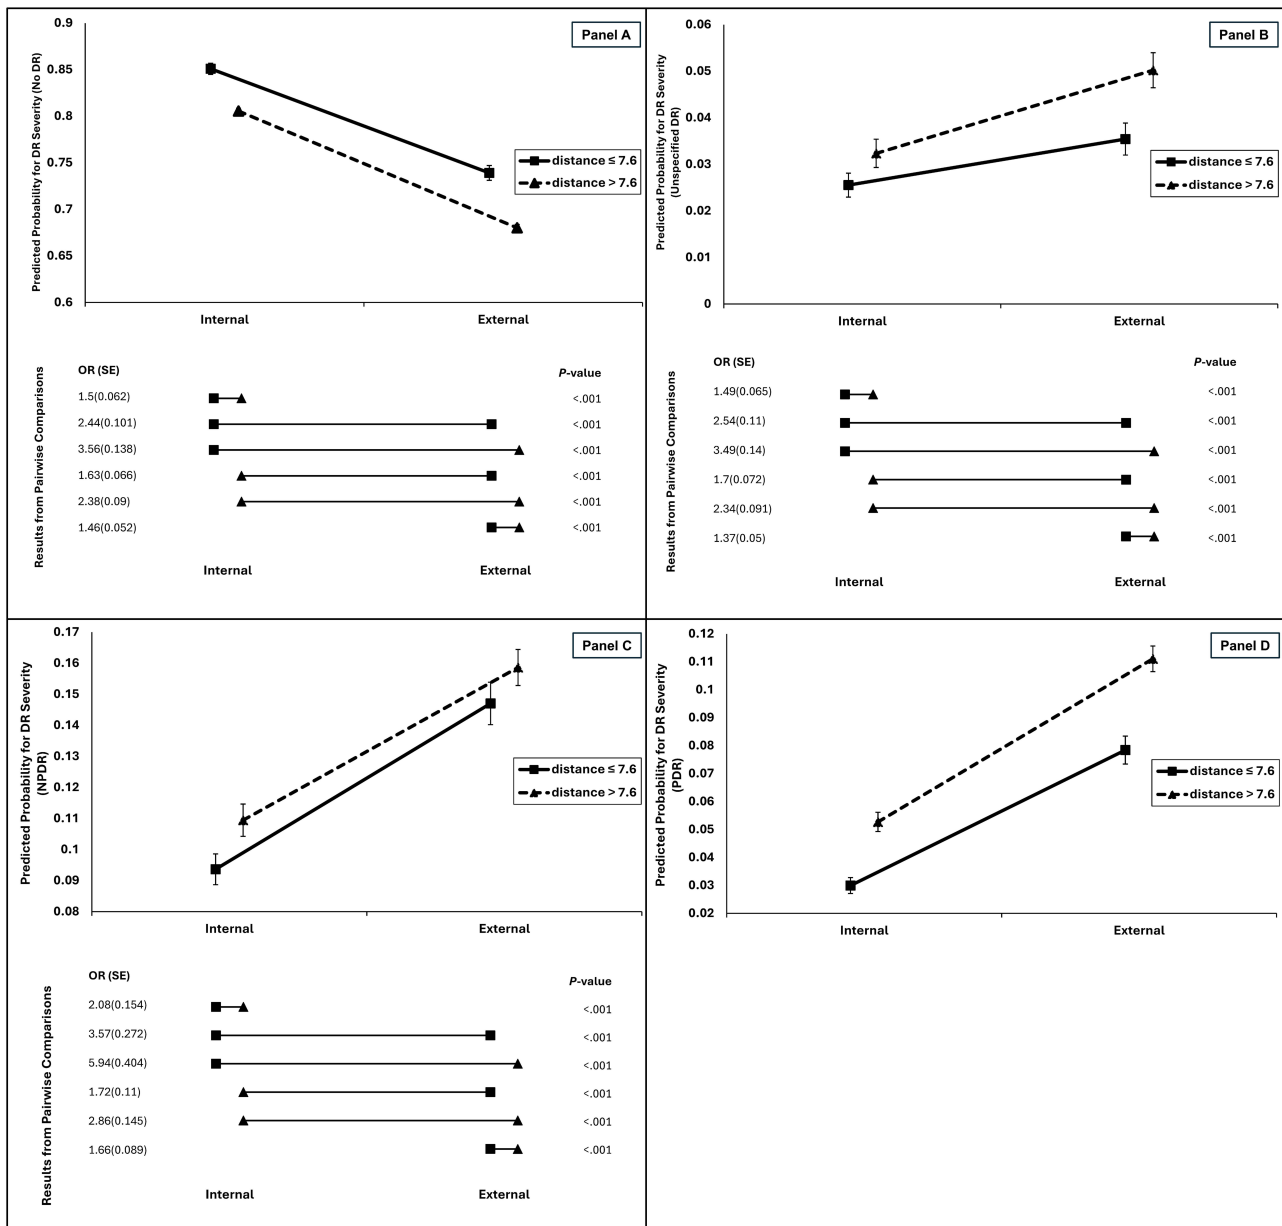 Panel A
Predicted Probability for DR Severity (No DR)
0.9
0.85
0.8
0.75
0.7
0.65
0.6
distance ≤ 7.6
distance > 7.6
Internal External
Results from Pairwise Comparisons
OR (SE) P-value
1.5(0.062) <.001
2.44(0.101) <.001
3.56(0.138) <.001
1.63(0.066) <.001
2.38(0.09) <.001
1.46(0.052) <.001
Internal External
Panel B
Predicted Probability for DR Severity
(Unspecified DR)
0.06
0.05
0.04
0.03
0.02
0.01
0
distance ≤ 7.6
distance > 7.6
Internal External
Results from Pairwise Comparisons
OR (SE) P-value
1.49(0.065) <.001
2.54(0.11) <.001
3.49(0.14) <.001
1.7(0.072) <.001
2.34(0.091) <.001
1.37(0.05) <.001
Internal External
Panel C
Predicted Probability for DR Severity
(NPDR)
0.17
0.16
0.15
0.14
0.13
0.12
0.11
0.1
0.09
0.08
distance ≤ 7.6
distance > 7.6
Internal External
Results from Pairwise Comparisons
OR (SE) P-value
2.08(0.154) <.001
3.57(0.272) <.001
5.94(0.404) <.001
1.72(0.11) <.001
2.86(0.145) <.001
1.66(0.089) <.001
Internal External
Panel D
Predicted Probability for DR Severity
(PDR)
0.12
0.11
0.1
0.09
0.08
0.07
0.06
0.05
0.04
0.03
0.02
distance ≤ 7.6
distance > 7.6
Internal External